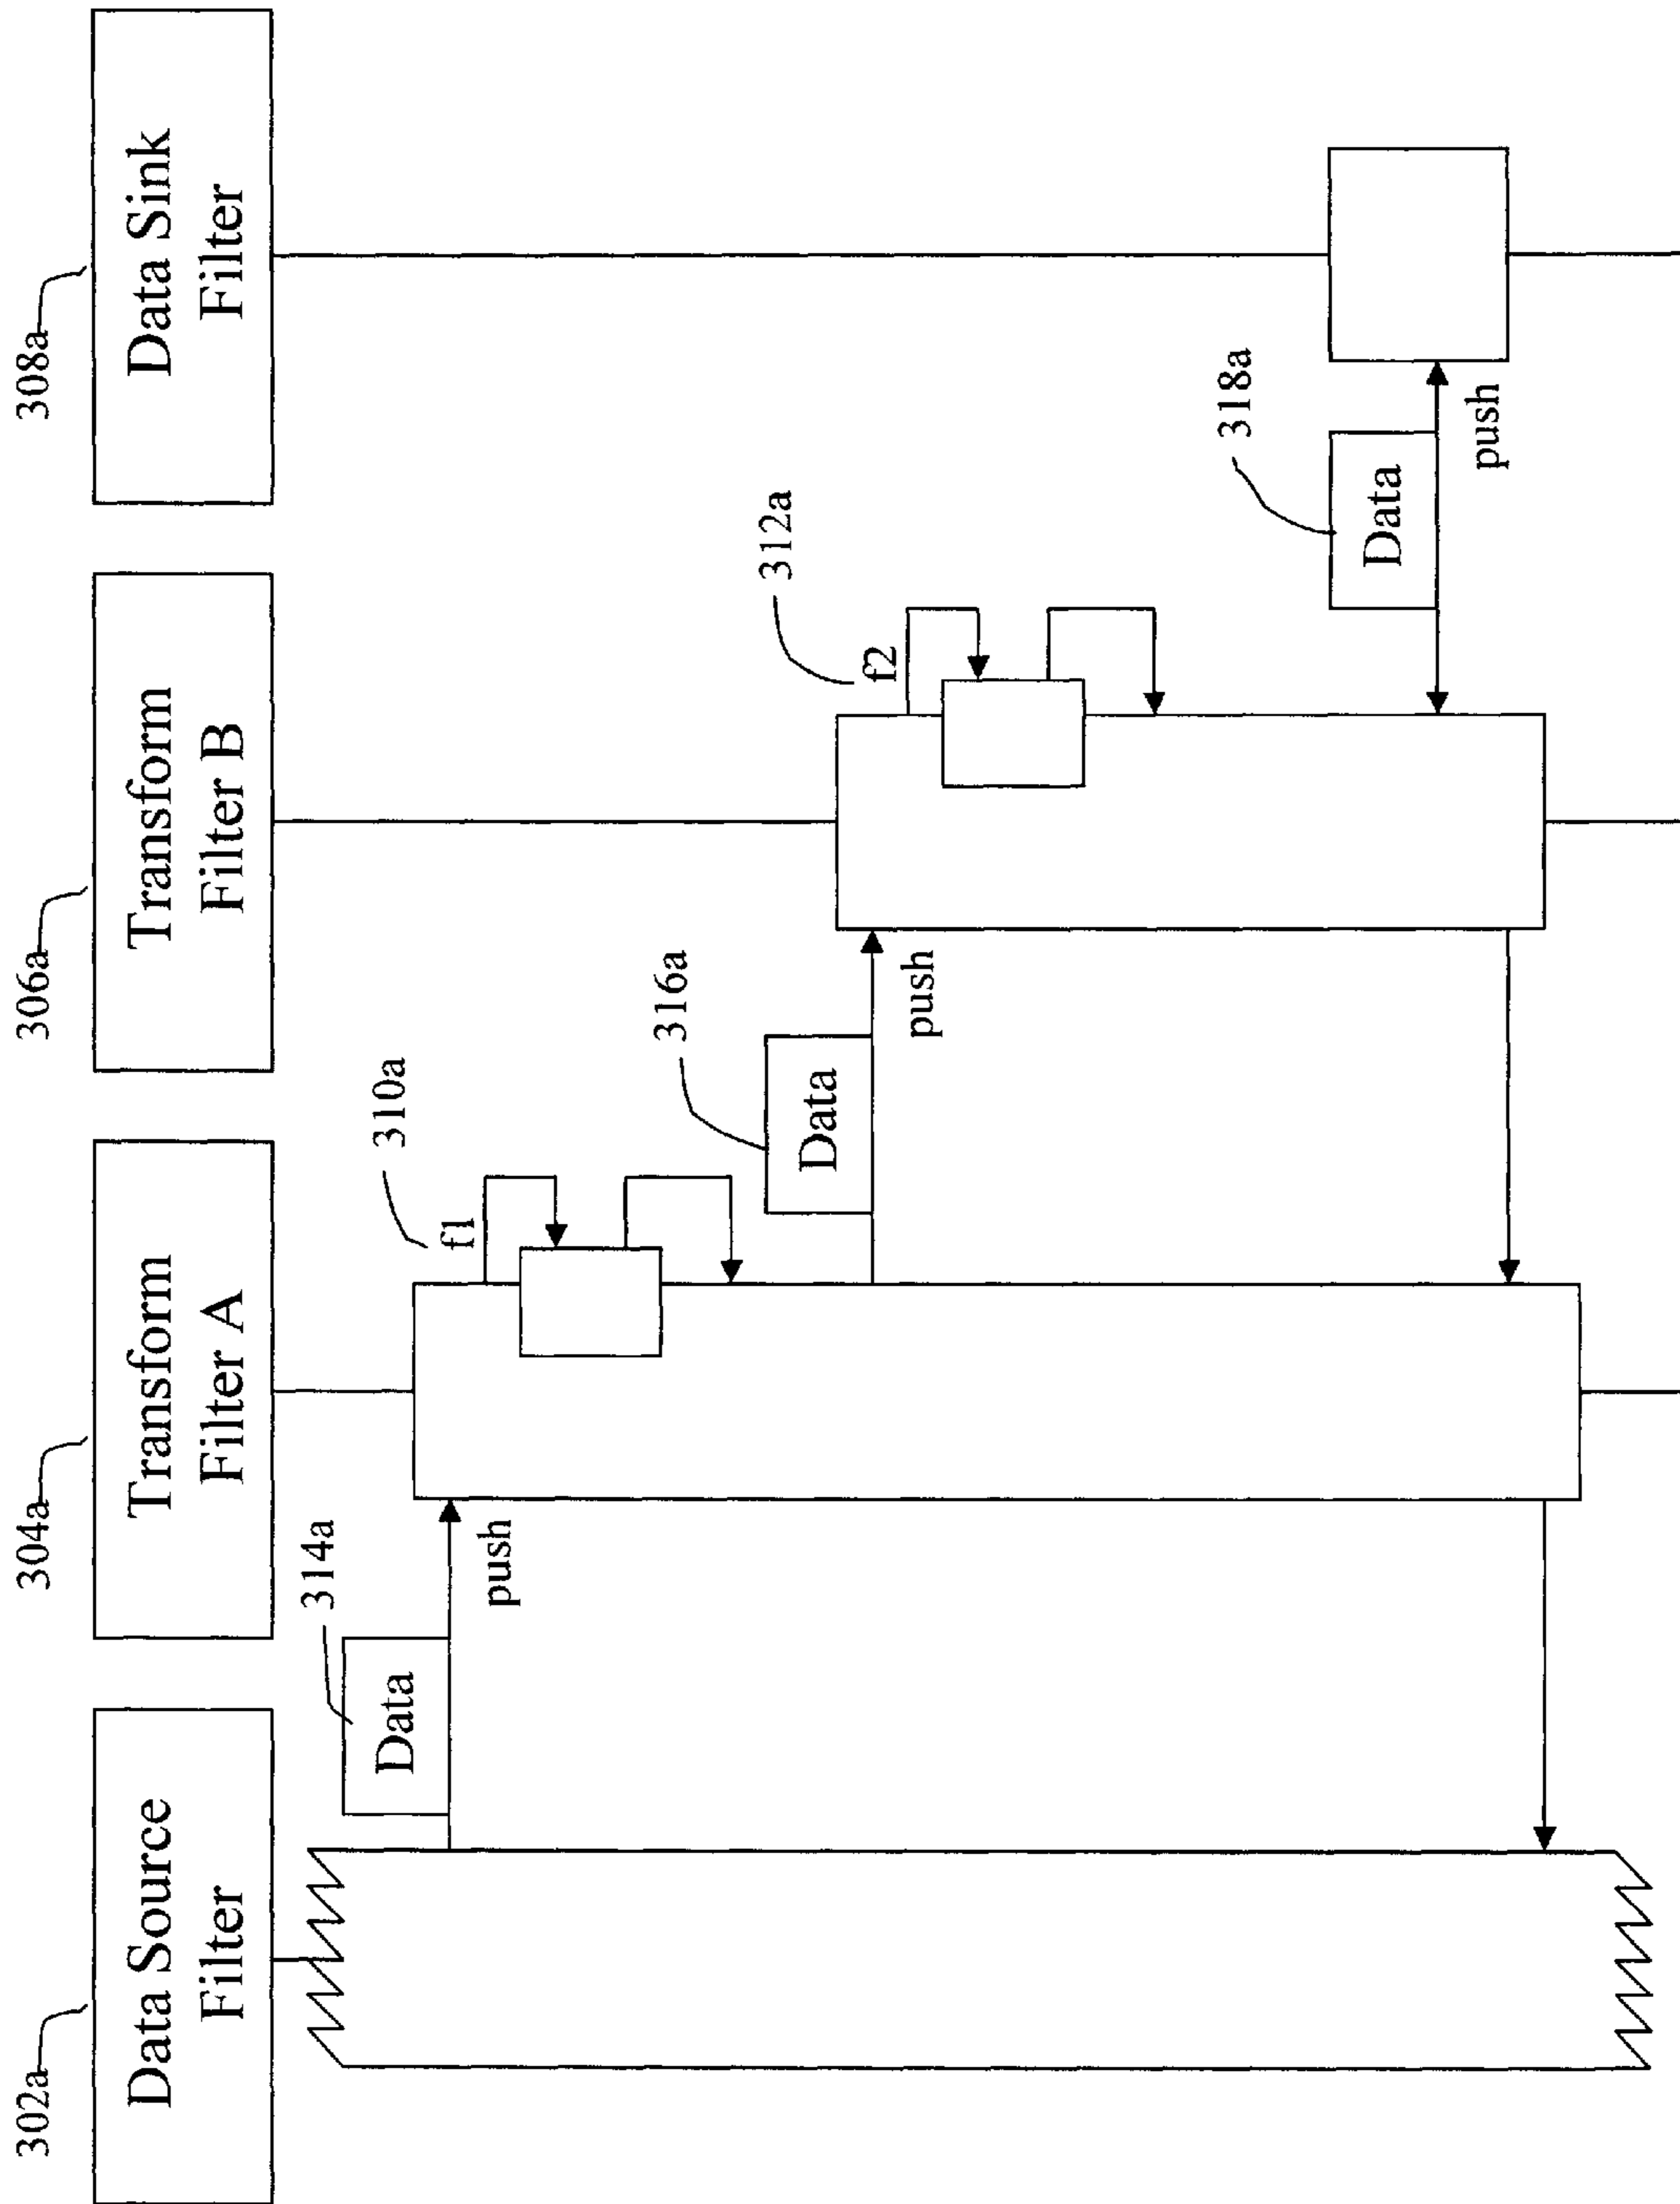 302a
304a
306a
308a
Data Source
Filter
Transform
Filter A
Transform
Filter B
Data Sink
Filter
314a
Data
push
310a
f1
316a
Data
push
312a
f2
318a
Data
push